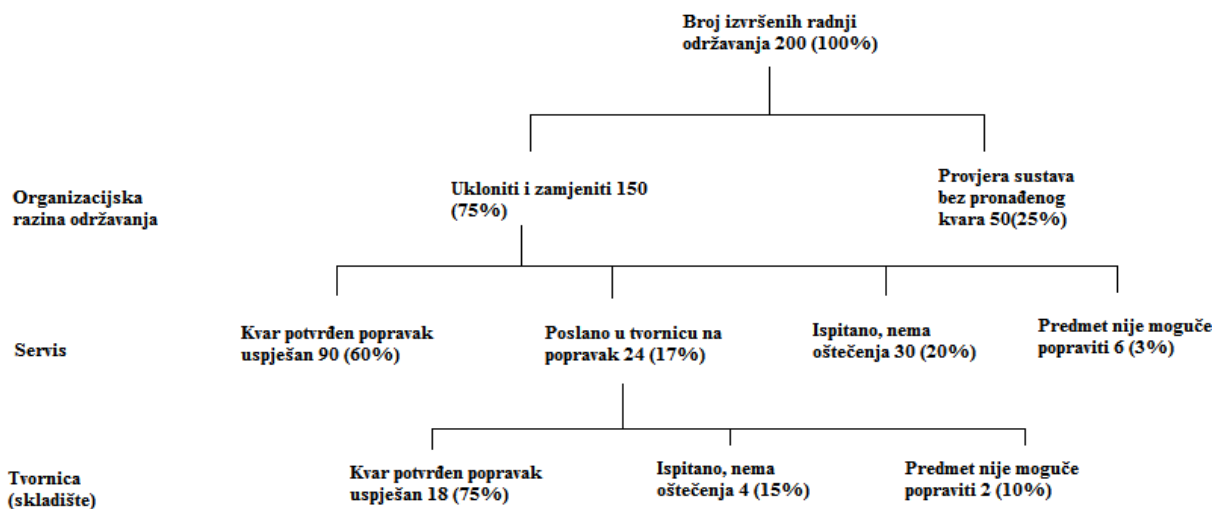 Broj izvršenih radnji
održavanja 200 (100%)
Organizacijska
razina održavanja
Ukloniti i zamjeniti 150
(75%)
Provjera sustava
bez pronađenog
kvara 50(25%)
Servis
Kvar potvrđen popravak
uspješan 90 (60%)
Poslano u tvornicu na
popravak 24 (17%)
Ispitano, nema
oštečenja 30 (20%)
Predmet nije moguče
popraviti 6 (3%)
Tvornica
(skladište)
Kvar potvrđen popravak
uspješan 18 (75%)
Ispitano, nema
oštečenja 4 (15%)
Predmet nije moguče
popraviti 2 (10%)